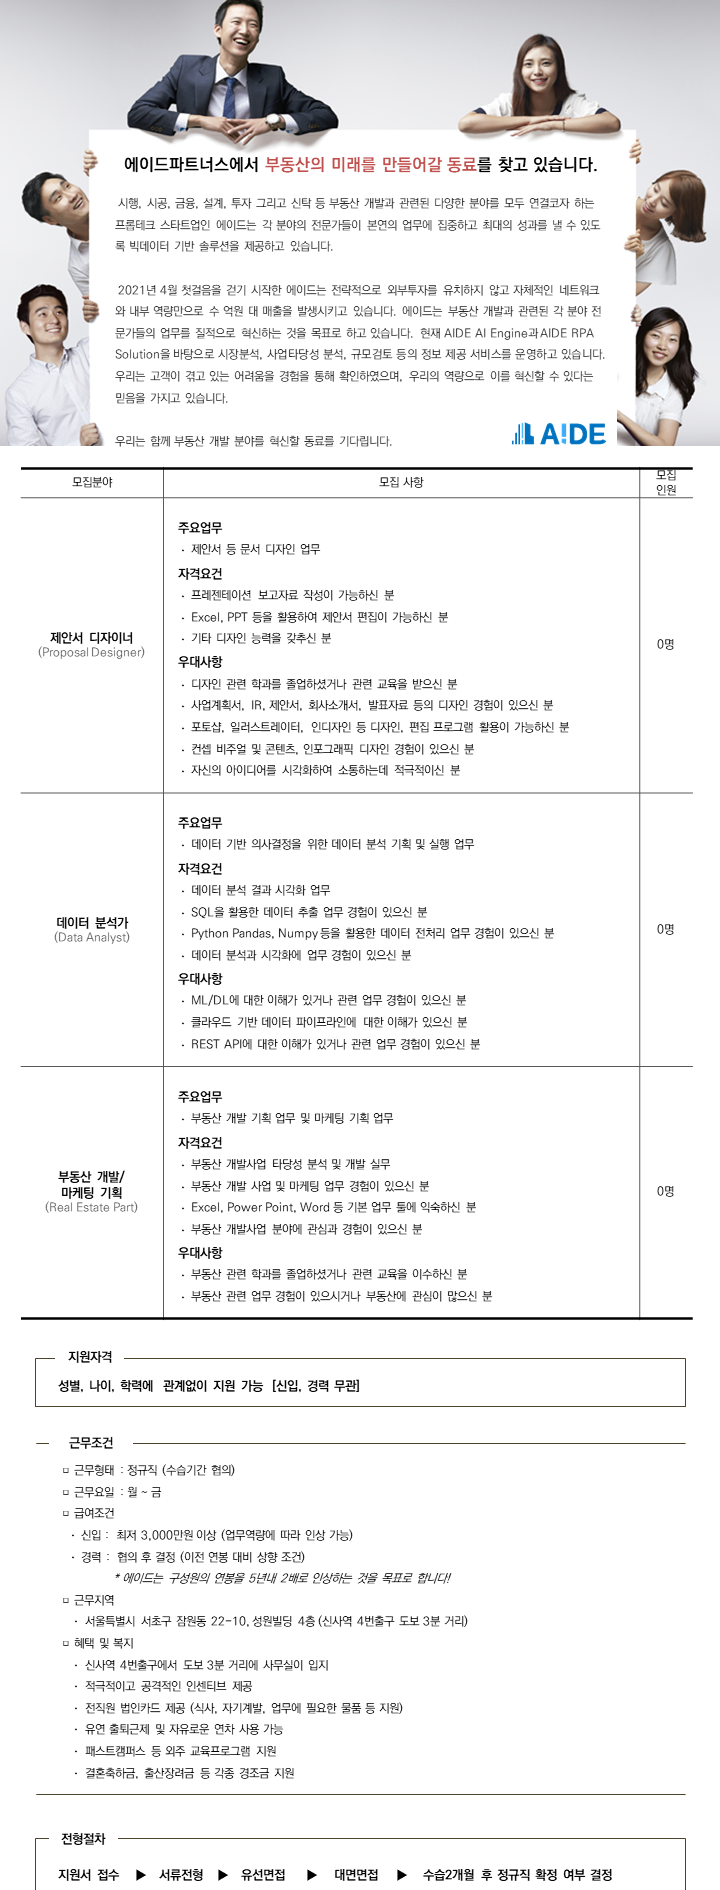 에이드파트너스에서 부동산의 미래를 만들어갈 동료를 찾고 있습니다.
시행, 시공, 금융, 설계, 투자 그리고 신탁 등 부동산 개발과 관련된 다양한 분야를 모두 연결코자 하는
프롭테크 스타트업인 에이드는 각 분야의 전문가들이 본연의 업무에 집중하고 최대의 성과를 낼 수 있도
록 빅데이터 기반 솔루션을 제공하고 있습니다.
2021년 4월 첫걸음을 걷기 시작한 에이드는 전략적으로 외부투자를 유치하지 않고 자체적인 네트워크
와 내부 역량만으로 수 억원 대 매출을 발생시키고 있습니다. 에이드는 부동산 개발과 관련된 각 분야 전
문가들의 업무를 질적으로 혁신하는 것을 목표로 하고 있습니다. 현재 AIDE AI Engine과 AIDE RPA
Solution을 바탕으로 시장분석, 사업타당성 분석, 규모검토 등의 정보 제공 서비스를 운영하고 있습니다.
우리는 고객이 겪고 있는 어려움을 경험을 통해 확인하였으며, 우리의 역량으로 이를 혁신할 수 있다는
믿음을 가지고 있습니다.
우리는 함께 부동산 개발 분야를 혁신할 동료를 기다립니다.
A!DE
모집분야
모집 사항
모집
인원
제안서 디자이너
(Proposal Designer)
주요업무
· 제안서 등 문서 디자인 업무
자격요건
· 프레젠테이션 보고자료 작성이 가능하신 분
· Excel, PPT 등을 활용하여 제안서 편집이 가능하신 분
· 기타 디자인 능력을 갖추신 분
우대사항
· 디자인 관련 학과를 졸업하셨거나 관련 교육을 받으신 분
· 사업계획서, IR, 제안서, 회사소개서, 발표자료 등의 디자인 경험이 있으신 분
· 포토샵, 일러스트레이터, 인디자인 등 디자인, 편집 프로그램 활용이 가능하신 분
· 컨셉 비주얼 및 콘텐츠, 인포그래픽 디자인 경험이 있으신 분
· 자신의 아이디어를 시각화하여 소통하는데 적극적이신 분
0명
데이터 분석가
(Data Analyst)
주요업무
· 데이터 기반 의사결정을 위한 데이터 분석 기획 및 실행 업무
자격요건
· 데이터 분석 결과 시각화 업무
· SQL을 활용한 데이터 추출 업무 경험이 있으신 분
· Python Pandas, Numpy 등을 활용한 데이터 전처리 업무 경험이 있으신 분
· 데이터 분석과 시각화에 업무 경험이 있으신 분
우대사항
· ML/DL에 대한 이해가 있거나 관련 업무 경험이 있으신 분
· 클라우드 기반 데이터 파이프라인에 대한 이해가 있으신 분
· REST API에 대한 이해가 있거나 관련 업무 경험이 있으신 분
0명
부동산 개발/
마케팅 기획
(Real Estate Part)
주요업무
· 부동산 개발 기획 업무 및 마케팅 기획 업무
자격요건
· 부동산 개발사업 타당성 분석 및 개발 실무
· 부동산 개발 사업 및 마케팅 업무 경험이 있으신 분
· Excel, Power Point, Word 등 기본 업무 툴에 익숙하신 분
· 부동산 개발사업 분야에 관심과 경험이 있으신 분
우대사항
· 부동산 관련 학과를 졸업하셨거나 관련 교육을 이수하신 분
· 부동산 관련 업무 경험이 있으시거나 부동산에 관심이 많으신 분
0명
지원자격
성별, 나이, 학력에 관계없이 지원 가능 [신입, 경력 무관]
근무조건
□ 근무형태 : 정규직 (수습기간 협의)
□ 근무요일 : 월 ~ 금
□ 급여조건
· 신입 : 최저 3,000만원 이상 (업무역량에 따라 인상 가능)
· 경력 : 협의 후 결정 (이전 연봉 대비 상향 조건)
* 에이드는 구성원의 연봉을 5년내 2배로 인상하는 것을 목표로 합니다!
□ 근무지역
· 서울특별시 서초구 잠원동 22-10, 성원빌딩 4층 (신사역 4번출구 도보 3분 거리)
□ 혜택 및 복지
· 신사역 4번출구에서 도보 3분 거리에 사무실이 입지
· 적극적이고 공격적인 인센티브 제공
· 전직원 법인카드 제공 (식사, 자기계발, 업무에 필요한 물품 등 지원)
· 유연 출퇴근제 및 자유로운 연차 사용 가능
· 패스트캠퍼스 등 외주 교육프로그램 지원
· 결혼축하금, 출산장려금 등 각종 경조금 지원
전형절차
지원서 접수 ▶ 서류전형 ▶ 유선면접 ▶ 대면면접 ▶ 수습2개월 후 정규직 확정 여부 결정